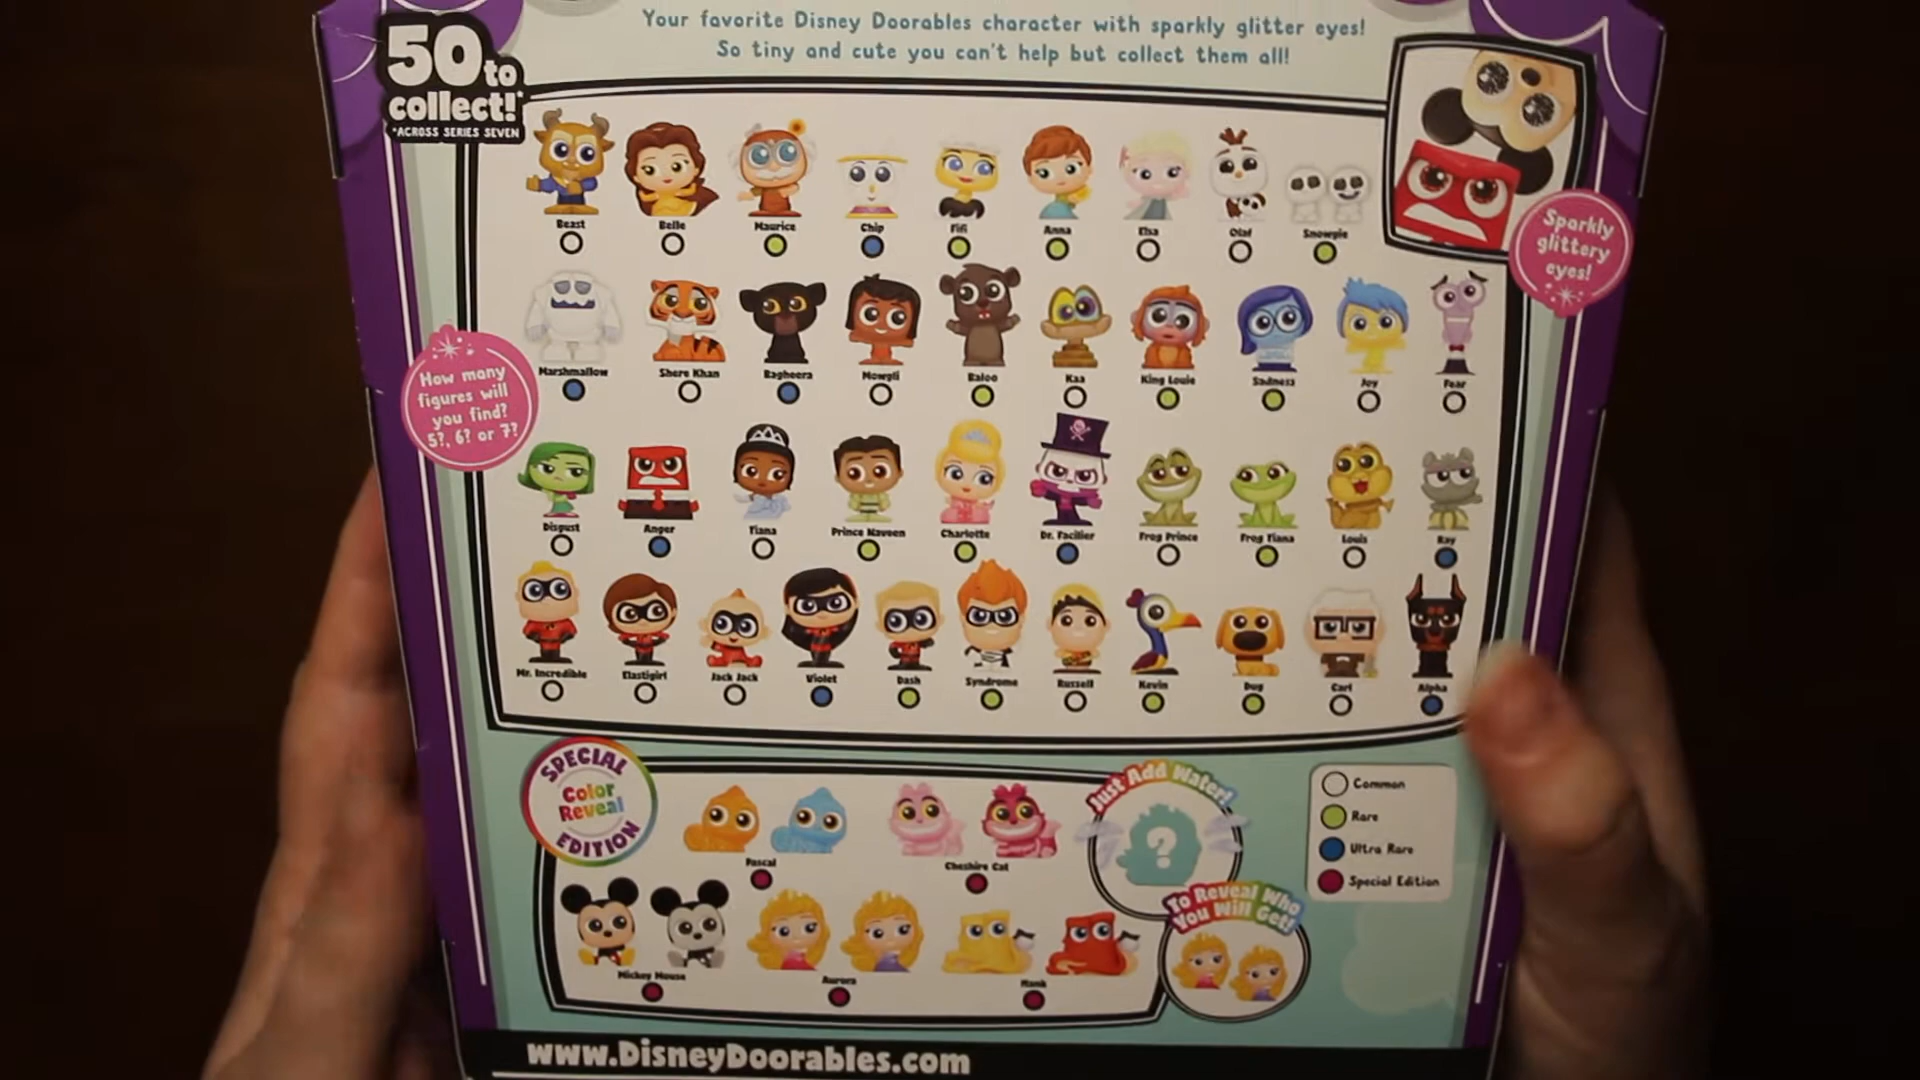 Your favorite Disney Doorables character with sparkly glitter eyes!
So tiny and cute you can't help but collect them all!
50 to
collect!*
*ACROSS SERIES SEVEN
Sparkly
glittery
eyes!
Beast
Belle
Maurice
Chip
Fifi
Anna
Elsa
Olaf
Snowgie
How many
figures will
you find?
5?, 6? or 7?
Marshmallow
Shere Khan
Bagheera
Mowgli
Baloo
Kaa
King Louie
Sadness
Joy
Fear
Disgust
Anger
Tiana
Prince Naveen
Charlotte
Dr. Facilier
Frog Prince
Frog Tiana
Louis
Ray
Mr. Incredible
Elastigirl
Jack Jack
Violet
Dash
Syndrome
Russell
Kevin
Dug
Carl
Alpha
SPECIAL
Color
Reveal
EDITION
Pascal
Cheshire Cat
Just Add Water!
?
To Reveal Who
You Will Get!
Common
Rare
Ultra Rare
Special Edition
Mickey Mouse
Aurora
Hank
www.DisneyDoorables.com